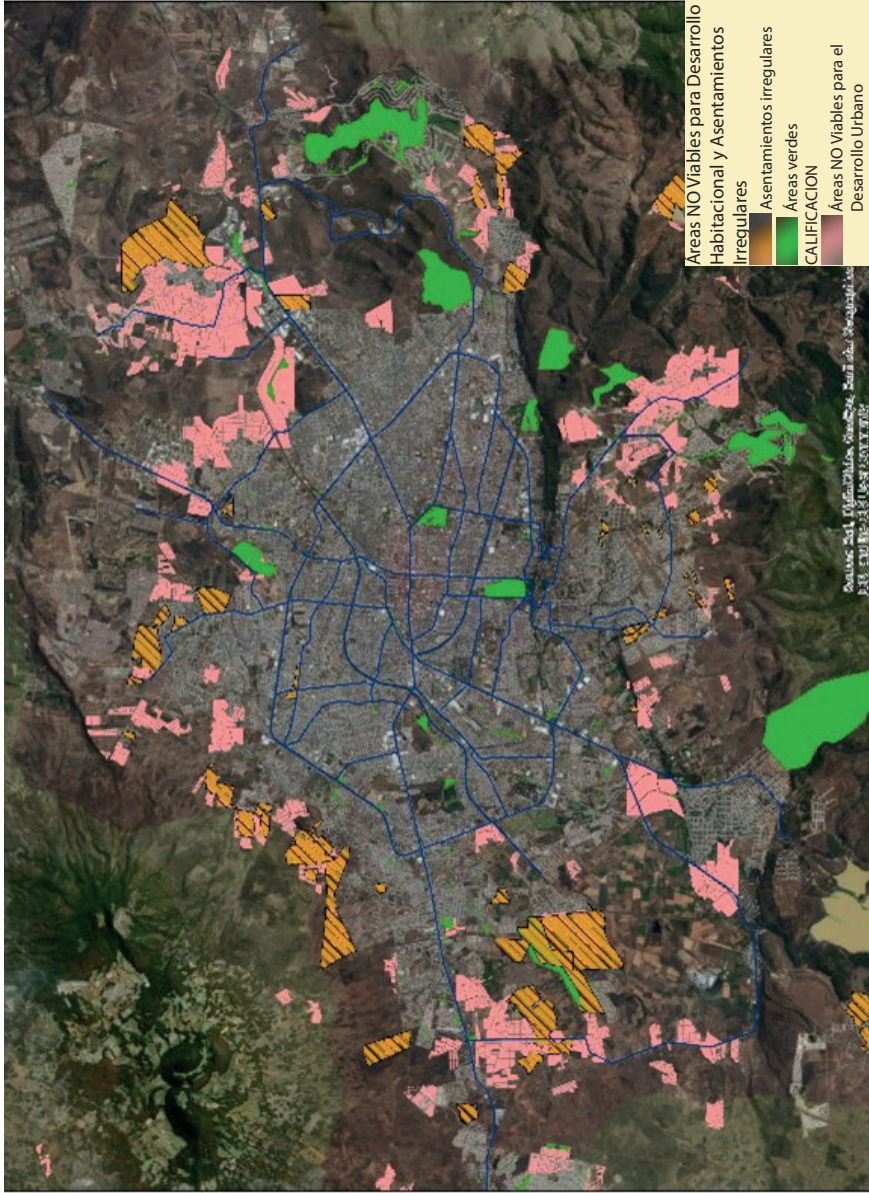 Áreas NO Viables para Desarrollo
Habitacional y Asentamientos
Irregulares
Asentamientos irregulares
Áreas verdes
CALIFICACION
Áreas NO Viables para el
Desarrollo Urbano